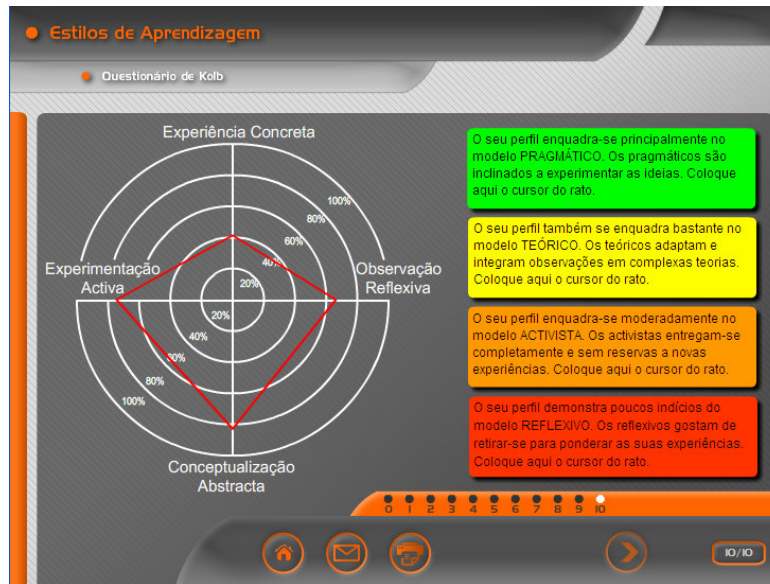 Estilos de Aprendizagem
Questionário de Kolb
Experiência Concreta
100%
80%
60%
40%
20%
Experimentação
Activa
Observação
Reflexiva
20%
40%
60%
80%
100%
Conceptualização
Abstracta
O seu perfil enquadra-se principalmente no
modelo PRAGMÁTICO. Os pragmáticos são
inclinados a experimentar as ideias. Coloque
aqui o cursor do rato.
O seu perfil também se enquadra bastante no
modelo TEÓRICO. Os teóricos adaptam e
integram observações em complexas teorias.
Coloque aqui o cursor do rato.
O seu perfil enquadra-se moderadamente no
modelo ACTIVISTA. Os activistas entregam-se
completamente e sem reservas a novas
experiências. Coloque aqui o cursor do rato.
O seu perfil demonstra poucos indícios do
modelo REFLEXIVO. Os reflexivos gostam de
retirar-se para ponderar as suas experiências.
Coloque aqui o cursor do rato.
0 1 2 3 4 5 6 7 8 9 10
10/10